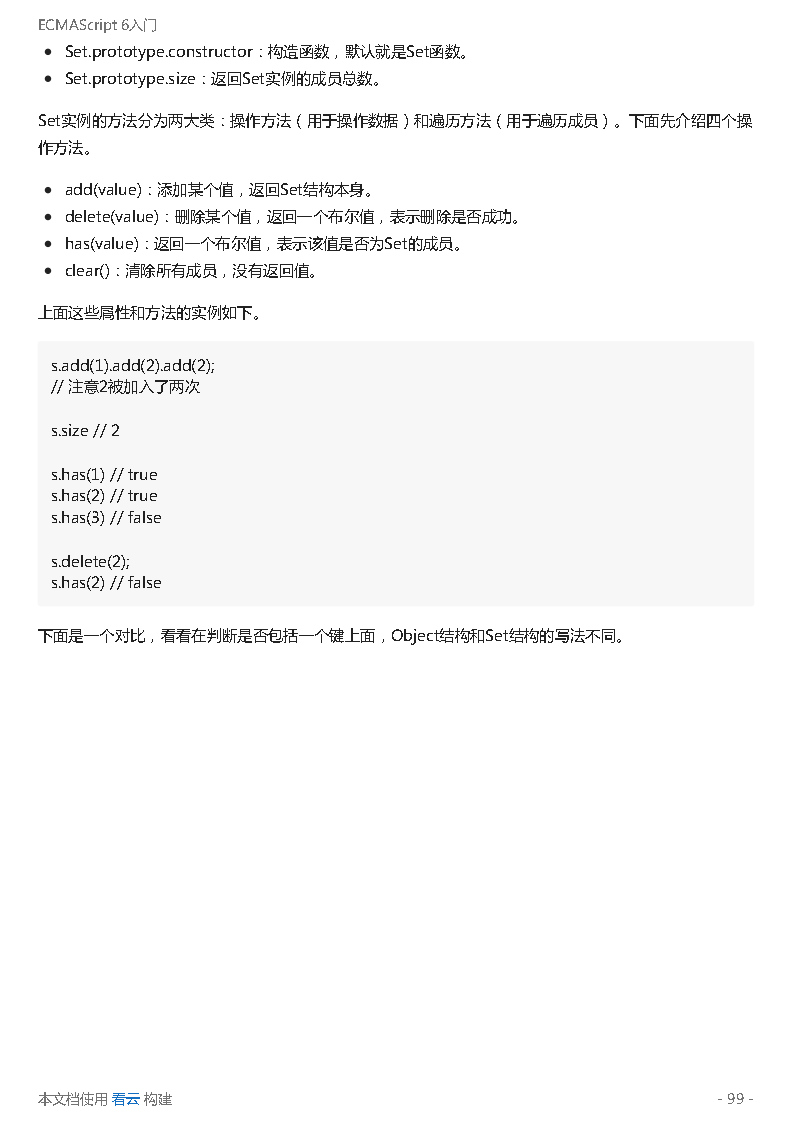 ECMAScript 6入门
• Set.prototype.constructor：构造函数，默认就是Set函数。
• Set.prototype.size：返回Set实例的成员总数。
Set实例的方法分为两大类：操作方法（用于操作数据）和遍历方法（用于遍历成员）。下面先介绍四个操
作方法。
• add(value)：添加某个值，返回Set结构本身。
• delete(value)：删除某个值，返回一个布尔值，表示删除是否成功。
• has(value)：返回一个布尔值，表示该值是否为Set的成员。
• clear()：清除所有成员，没有返回值。
上面这些属性和方法的实例如下。
s.add(1).add(2).add(2);
// 注意2被加入了两次
s.size // 2
s.has(1) // true
s.has(2) // true
s.has(3) // false
s.delete(2);
s.has(2) // false
下面是一个对比，看看在判断是否包括一个键上面，Object结构和Set结构的写法不同。
本文档使用 看云 构建
- 99 -